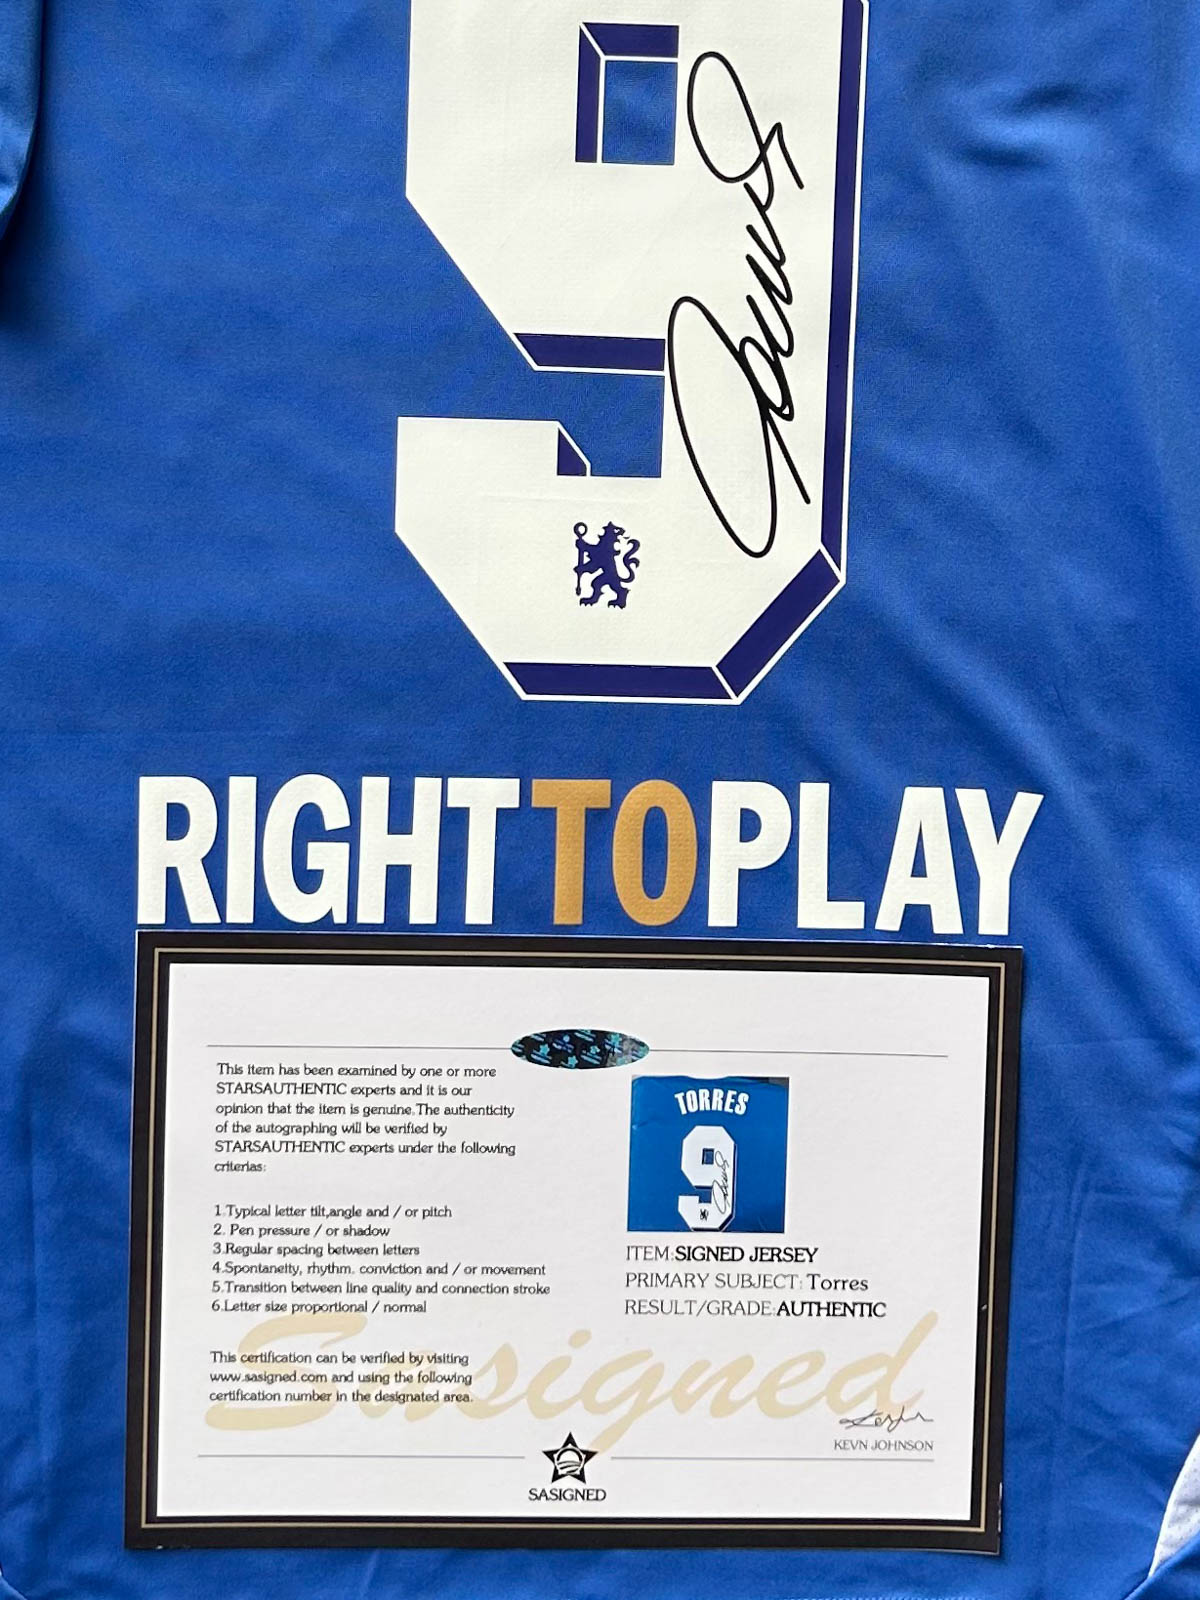 9
RIGHTTOPLAY
This item has been examined by one or more
STARSAUTHENTIC experts and it is our
opinion that the item is genuine.The authenticity
of the autographing will be verified by
STARSAUTHENTIC experts under the following
criterias:
1.Typical letter tilt,angle and / or pitch
2. Pen pressure / or shadow
3.Regular spacing between letters
4.Spontaneity, rhythm. conviction and / or movement
5.Transition between line quality and connection stroke
6.Letter size proportional / normal
This certification can be verified by visiting
www.sasigned.com and using the following
certification number in the designated area.
TORRES
9
ITEM:SIGNED JERSEY
PRIMARY SUBJECT: Torres
RESULT/GRADE:AUTHENTIC
Sasigned
KEVN JOHNSON
SASIGNED